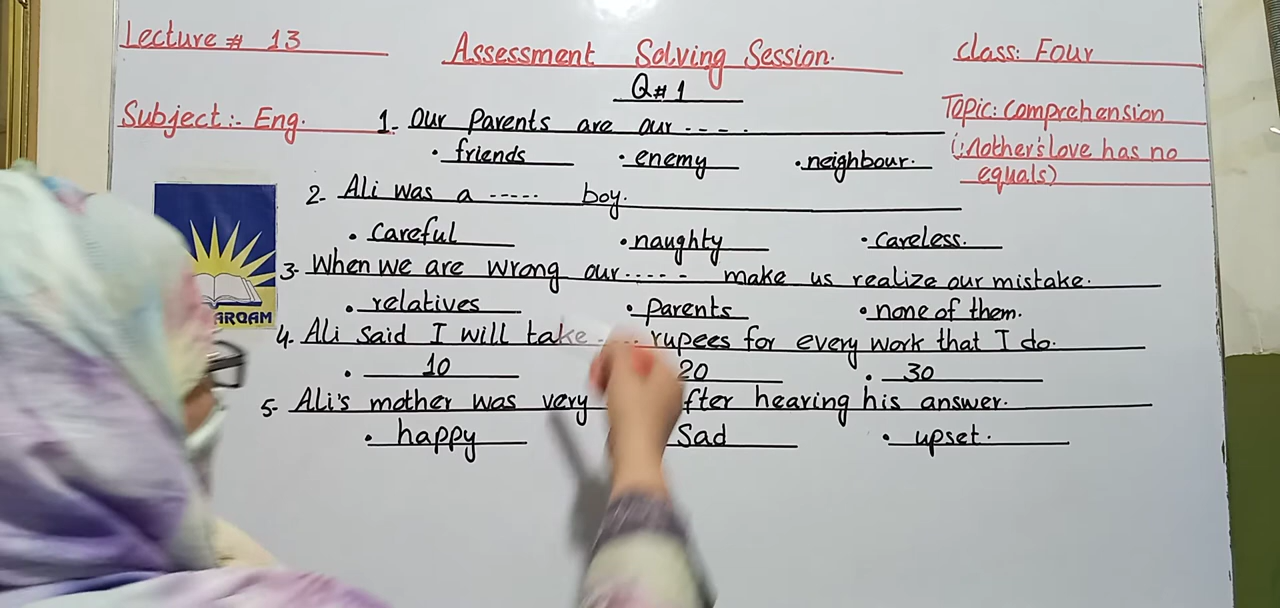 Lecture # 13
Assessment Solving Session.
Class: Four
Q#1
Subject:- Eng.
Topic: Comprehension
(Mother's love has no
equals)
1. Our Parents are our ----.
• friends • enemy • neighbour.
2- Ali was a ----- boy.
• Careful • naughty • careless.
3- When we are wrong our ----- make us realize our mistake.
• relatives • Parents • none of them.
4. Ali said I will take ---- rupees for every work that I do.
• 10 20 • 30
5- Ali's mother was very after hearing his answer.
• happy Sad • upset.
ARQAM